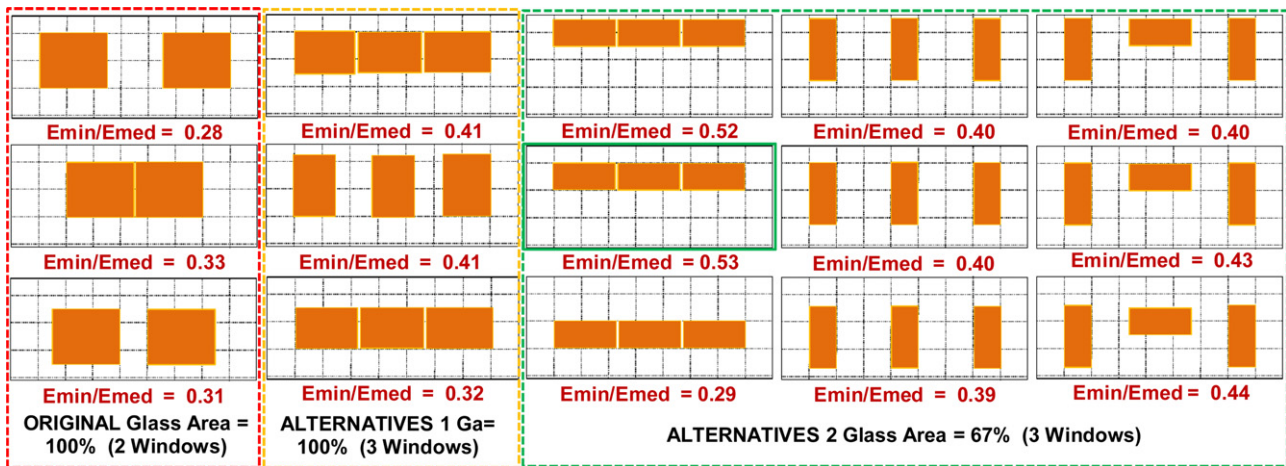 Emin/Emed = 0.28
Emin/Emed = 0.41
Emin/Emed = 0.52
Emin/Emed = 0.40
Emin/Emed = 0.40
Emin/Emed = 0.33
Emin/Emed = 0.41
Emin/Emed = 0.53
Emin/Emed = 0.40
Emin/Emed = 0.43
Emin/Emed = 0.31
Emin/Emed = 0.32
Emin/Emed = 0.29
Emin/Emed = 0.39
Emin/Emed = 0.44
ORIGINAL Glass Area =
100% (2 Windows)
ALTERNATIVES 1 Ga=
100% (3 Windows)
ALTERNATIVES 2 Glass Area = 67% (3 Windows)